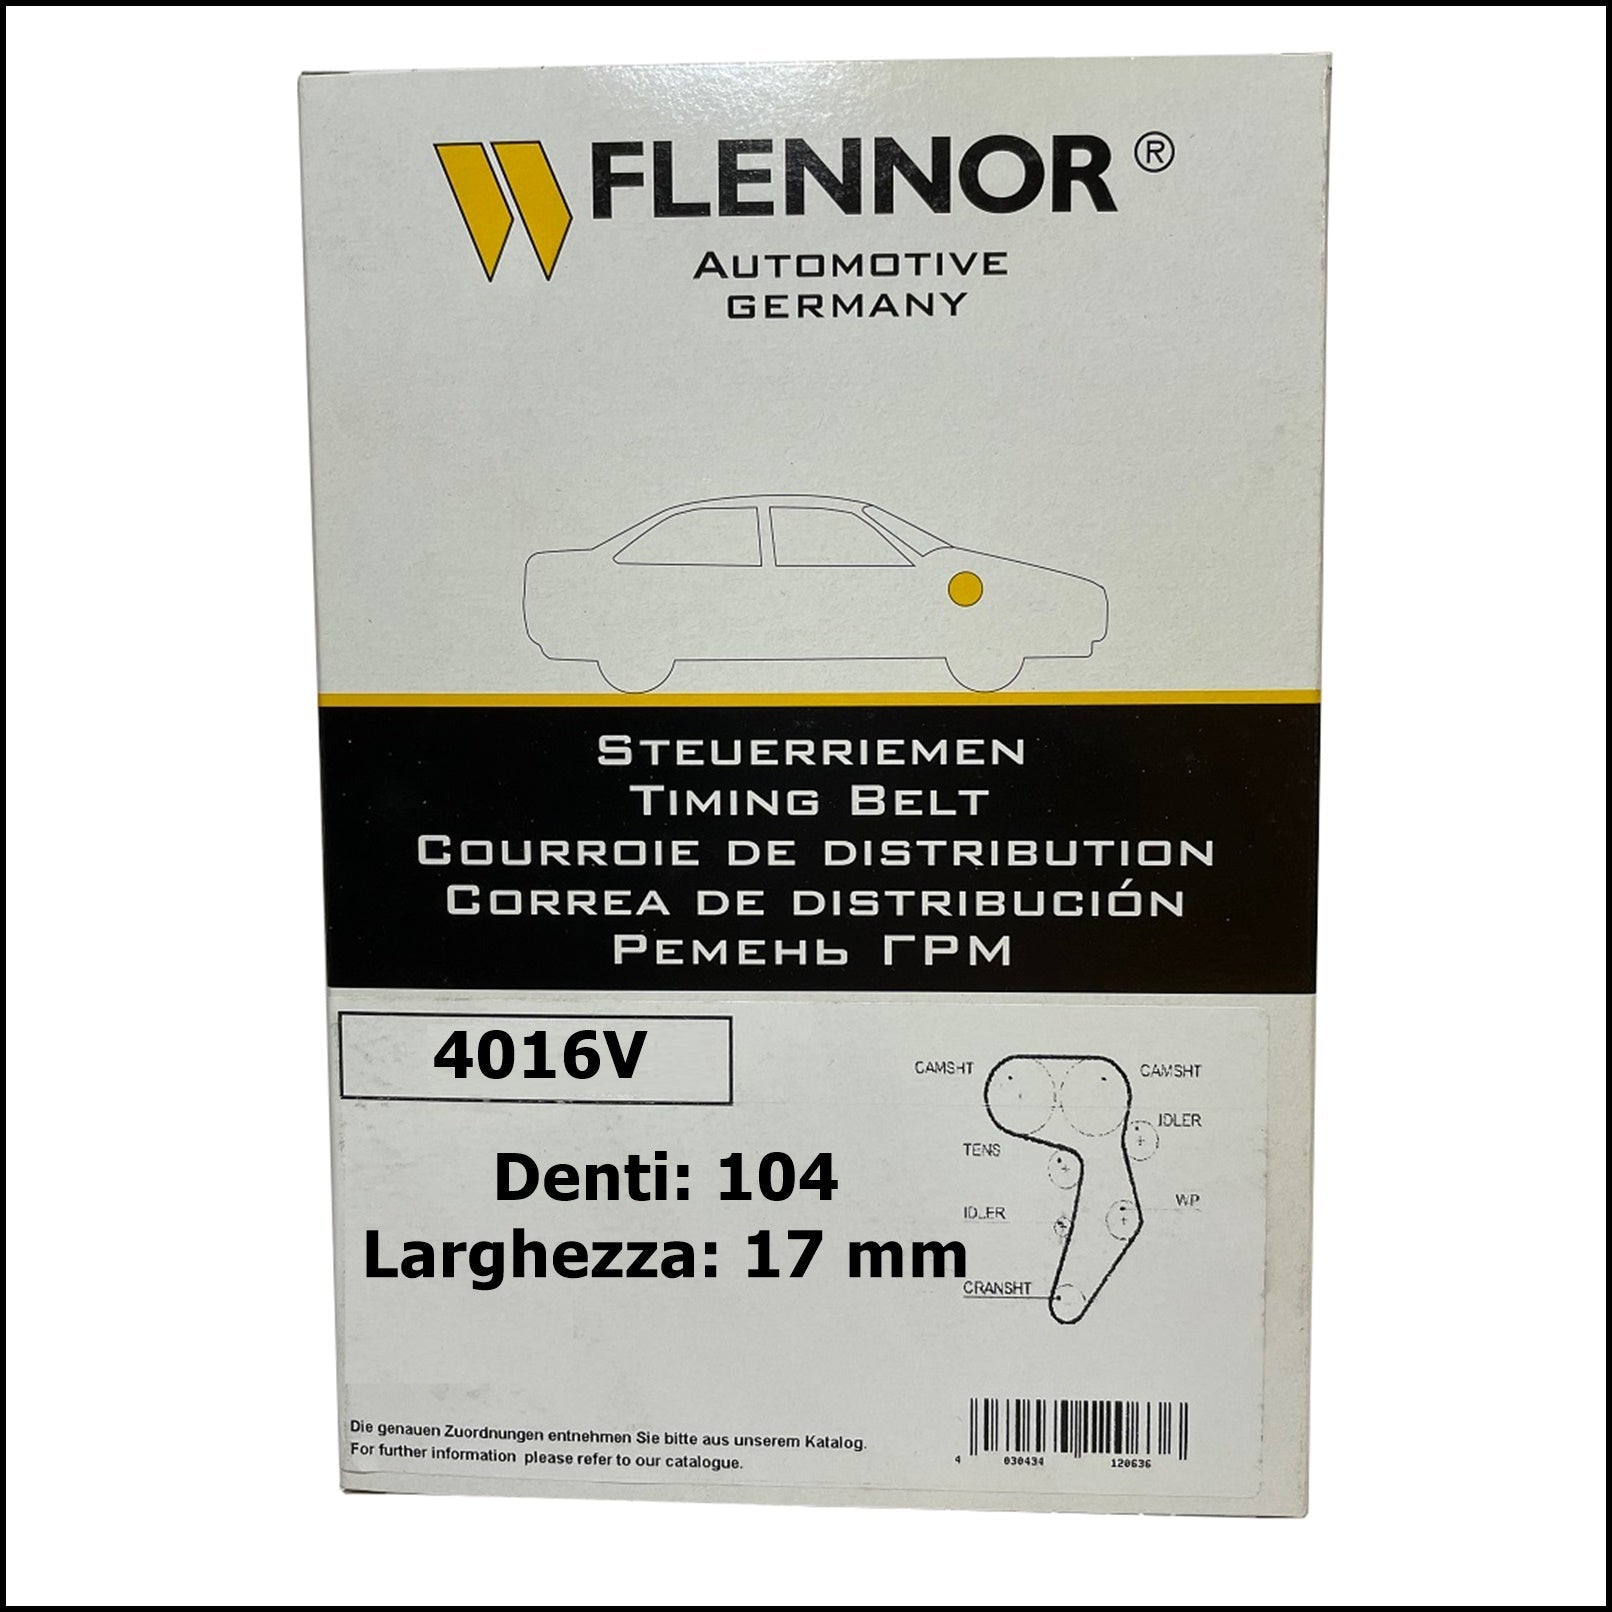 FLENNOR ®
AUTOMOTIVE
GERMANY
STEUERRIEMEN
TIMING BELT
COURROIE DE DISTRIBUTION
CORREA DE DISTRIBUCIÓN
РЕМЕНЬ ГРМ
4016V
Denti: 104
Larghezza: 17 mm
CAMSHT
CAMSHT
IDLER
TENS
WP
IDLER
CRANSHT
Die genauen Zuordnungen entnehmen Sie bitte aus unserem Katalog.
For further information please refer to our catalogue.
4 030434 120636